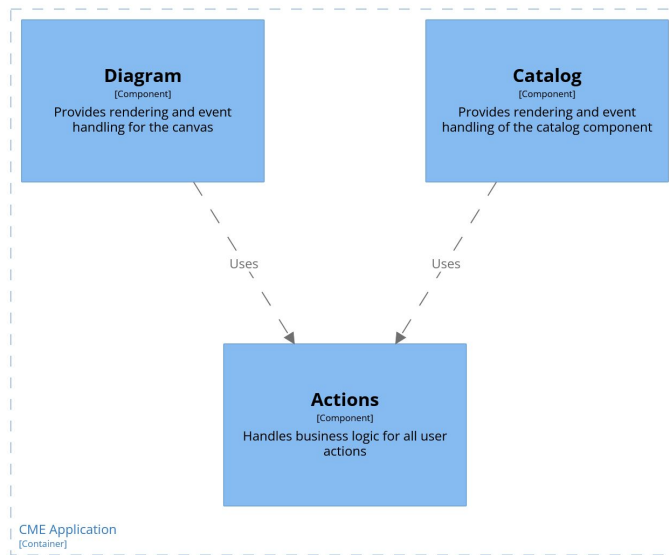 Diagram
[Component]
Provides rendering and event
handling for the canvas
Catalog
[Component]
Provides rendering and event
handling of the catalog component
Uses
Uses
Actions
[Component]
Handles business logic for all user
actions
CME Application
[Container]